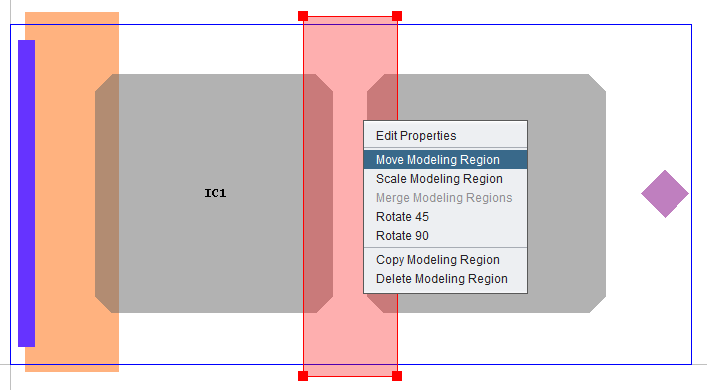 IC1
Edit Properties
Move Modeling Region
Scale Modeling Region
Merge Modeling Regions
Rotate 45
Rotate 90
Copy Modeling Region
Delete Modeling Region